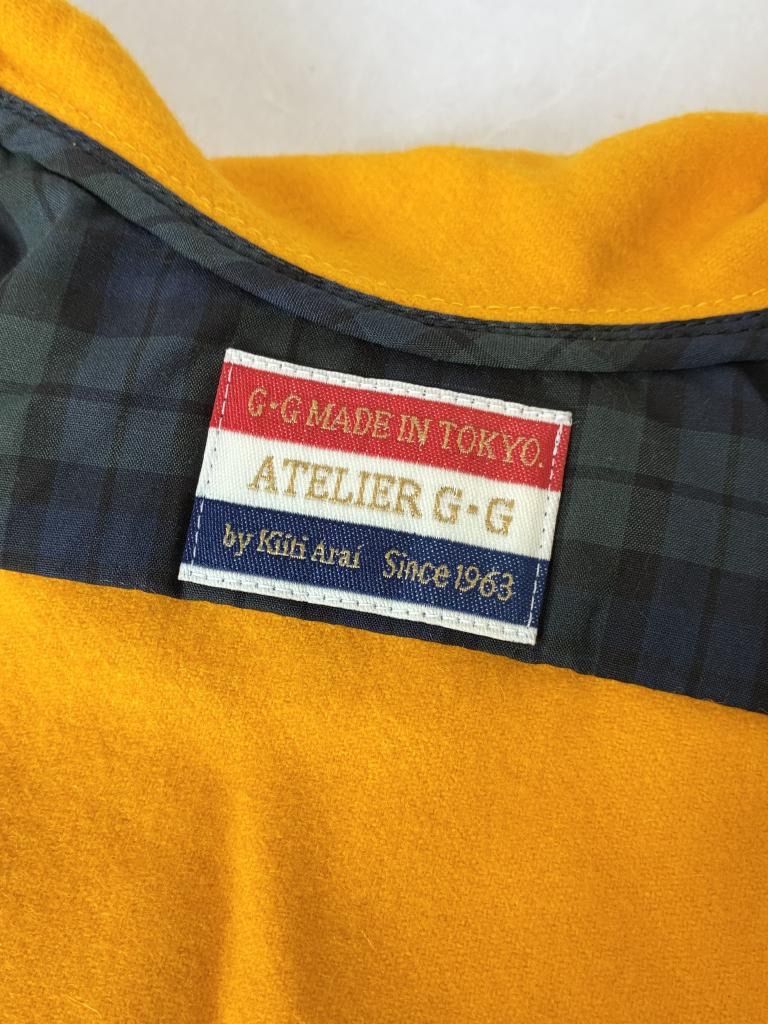 G·G MADE IN TOKYO.
ATELIER G·G
by Kiiti Arai Since 1963